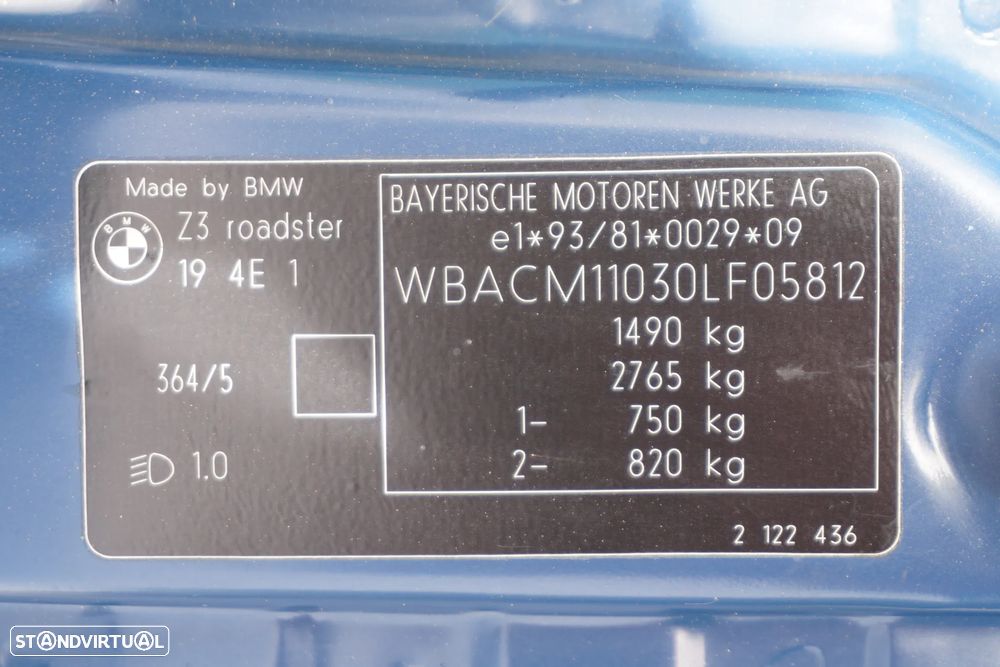 Made by BMW
BMW
Z3 roadster
19 4E 1
364/5
1.0
BAYERISCHE MOTOREN WERKE AG
e1*93/81*0029*09
WBACM11030LF05812
1490 kg
2765 kg
1- 750 kg
2- 820 kg
2 122 436
STANDVIRTUAL